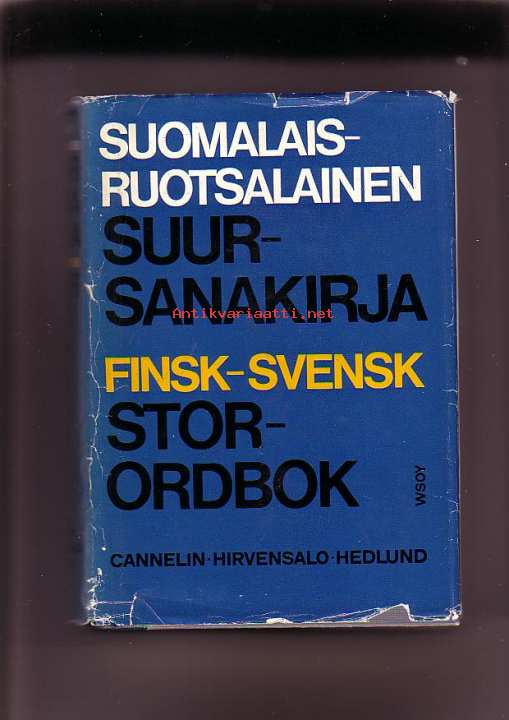 SUOMALAIS-
RUOTSALAINEN
SUUR-
SANAKIRJA
Antikvariaatti.net
FINSK-SVENSK
STOR-
ORDBOK
WSOY
CANNELIN·HIRVENSALO·HEDLUND